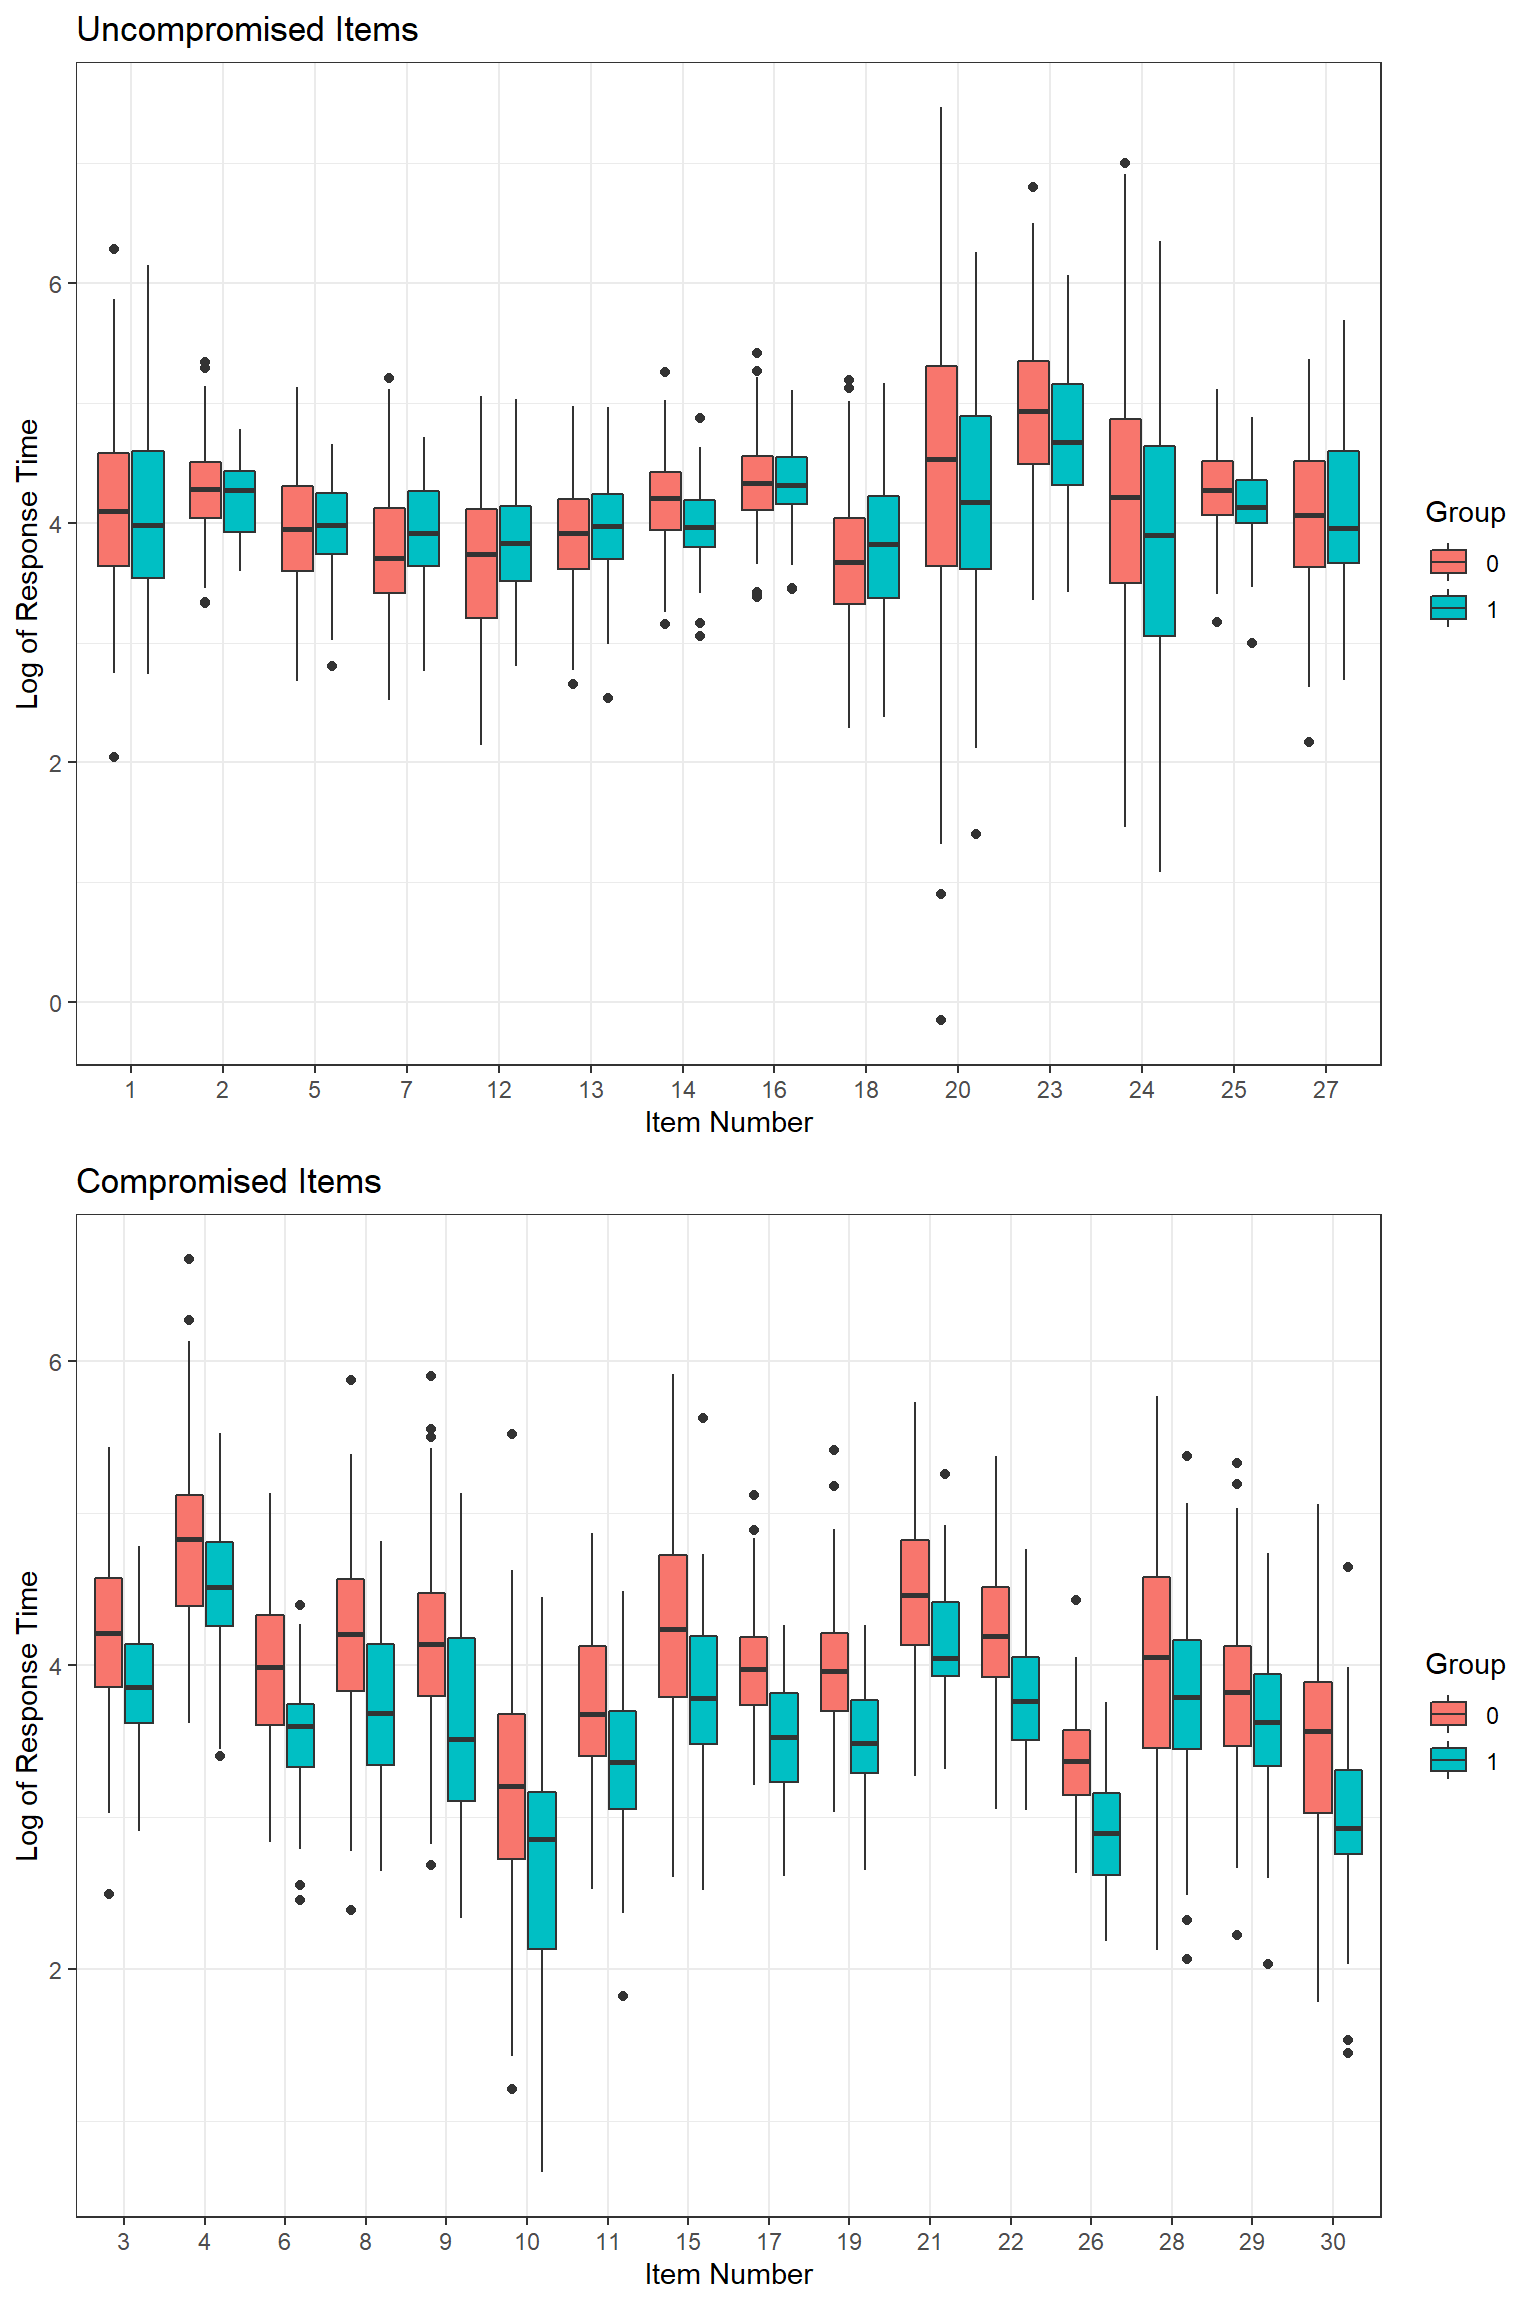 Uncompromised Items
Log of Response Time
6
4
2
0
1 2 5 7 12 13 14 16 18 20 23 24 25 27
Item Number
Group
0
1
Compromised Items
Log of Response Time
6
4
2
3 4 6 8 9 10 11 15 17 19 21 22 26 28 29 30
Item Number
Group
0
1